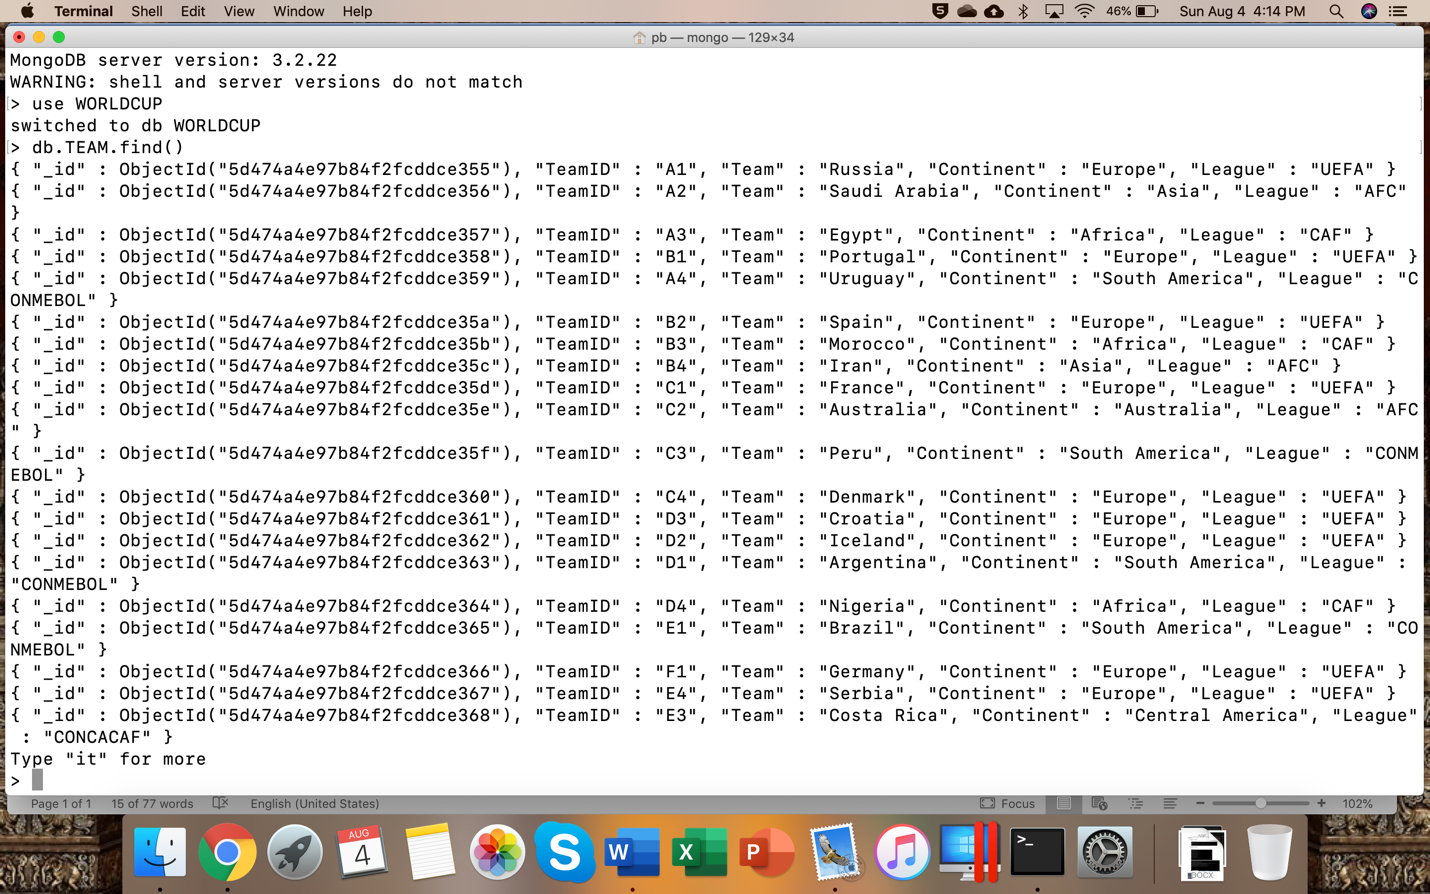 Terminal Shell Edit View Window Help 46% Sun Aug 4 4:14 PM
pb — mongo — 129×34
MongoDB server version: 3.2.22
WARNING: shell and server versions do not match
> use WORLDCUP
switched to db WORLDCUP
> db.TEAM.find()
{ "_id" : ObjectId("5d474a4e97b84f2fcddce355"), "TeamID" : "A1", "Team" : "Russia", "Continent" : "Europe", "League" : "UEFA" }
{ "_id" : ObjectId("5d474a4e97b84f2fcddce356"), "TeamID" : "A2", "Team" : "Saudi Arabia", "Continent" : "Asia", "League" : "AFC"
}
{ "_id" : ObjectId("5d474a4e97b84f2fcddce357"), "TeamID" : "A3", "Team" : "Egypt", "Continent" : "Africa", "League" : "CAF" }
{ "_id" : ObjectId("5d474a4e97b84f2fcddce358"), "TeamID" : "B1", "Team" : "Portugal", "Continent" : "Europe", "League" : "UEFA" }
{ "_id" : ObjectId("5d474a4e97b84f2fcddce359"), "TeamID" : "A4", "Team" : "Uruguay", "Continent" : "South America", "League" : "C
ONMEBOL" }
{ "_id" : ObjectId("5d474a4e97b84f2fcddce35a"), "TeamID" : "B2", "Team" : "Spain", "Continent" : "Europe", "League" : "UEFA" }
{ "_id" : ObjectId("5d474a4e97b84f2fcddce35b"), "TeamID" : "B3", "Team" : "Morocco", "Continent" : "Africa", "League" : "CAF" }
{ "_id" : ObjectId("5d474a4e97b84f2fcddce35c"), "TeamID" : "B4", "Team" : "Iran", "Continent" : "Asia", "League" : "AFC" }
{ "_id" : ObjectId("5d474a4e97b84f2fcddce35d"), "TeamID" : "C1", "Team" : "France", "Continent" : "Europe", "League" : "UEFA" }
{ "_id" : ObjectId("5d474a4e97b84f2fcddce35e"), "TeamID" : "C2", "Team" : "Australia", "Continent" : "Australia", "League" : "AFC
" }
{ "_id" : ObjectId("5d474a4e97b84f2fcddce35f"), "TeamID" : "C3", "Team" : "Peru", "Continent" : "South America", "League" : "CONM
EBOL" }
{ "_id" : ObjectId("5d474a4e97b84f2fcddce360"), "TeamID" : "C4", "Team" : "Denmark", "Continent" : "Europe", "League" : "UEFA" }
{ "_id" : ObjectId("5d474a4e97b84f2fcddce361"), "TeamID" : "D3", "Team" : "Croatia", "Continent" : "Europe", "League" : "UEFA" }
{ "_id" : ObjectId("5d474a4e97b84f2fcddce362"), "TeamID" : "D2", "Team" : "Iceland", "Continent" : "Europe", "League" : "UEFA" }
{ "_id" : ObjectId("5d474a4e97b84f2fcddce363"), "TeamID" : "D1", "Team" : "Argentina", "Continent" : "South America", "League" :
"CONMEBOL" }
{ "_id" : ObjectId("5d474a4e97b84f2fcddce364"), "TeamID" : "D4", "Team" : "Nigeria", "Continent" : "Africa", "League" : "CAF" }
{ "_id" : ObjectId("5d474a4e97b84f2fcddce365"), "TeamID" : "E1", "Team" : "Brazil", "Continent" : "South America", "League" : "CO
NMEBOL" }
{ "_id" : ObjectId("5d474a4e97b84f2fcddce366"), "TeamID" : "F1", "Team" : "Germany", "Continent" : "Europe", "League" : "UEFA" }
{ "_id" : ObjectId("5d474a4e97b84f2fcddce367"), "TeamID" : "E4", "Team" : "Serbia", "Continent" : "Europe", "League" : "UEFA" }
{ "_id" : ObjectId("5d474a4e97b84f2fcddce368"), "TeamID" : "E3", "Team" : "Costa Rica", "Continent" : "Central America", "League"
 : "CONCACAF" }
Type "it" for more
>
Page 1 of 1 15 of 77 words English (United States) Focus 102%
AUG
4
S
W
X
P
>_
DOCX